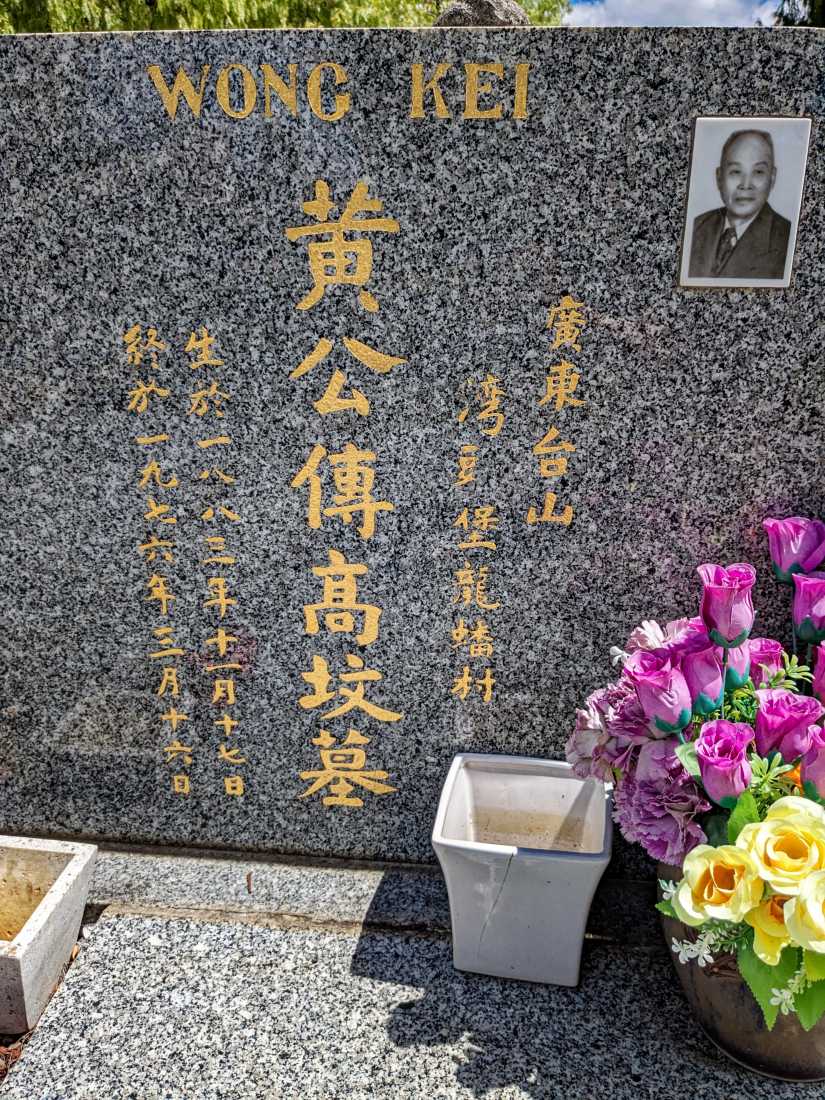 WONG KEI
廣東台山
湾豆堡龍蟠村
黃公傳高坟墓
生於一八八三年十一月十七日
終於一九七六年三月十六日